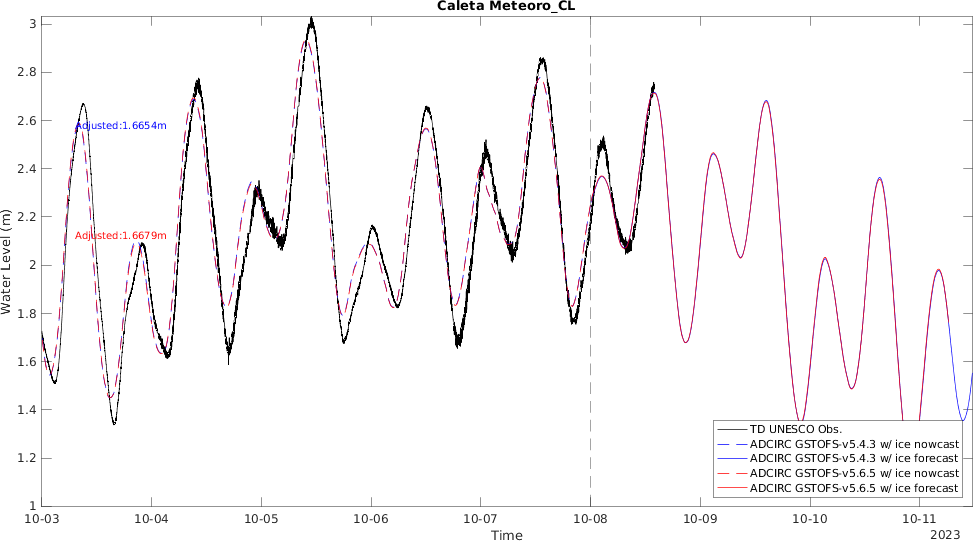 Caleta Meteoro_CL
3
2.8
2.6
2.4
2.2
2
1.8
1.6
1.4
1.2
1
Water Level (m)
Adjusted:1.6654m
Adjusted:1.6679m
TD UNESCO Obs.
ADCIRC GSTOFS-v5.4.3 w/ ice nowcast
ADCIRC GSTOFS-v5.4.3 w/ ice forecast
ADCIRC GSTOFS-v5.6.5 w/ ice nowcast
ADCIRC GSTOFS-v5.6.5 w/ ice forecast
10-03 10-04 10-05 10-06 10-07 10-08 10-09 10-10 10-11
Time
2023